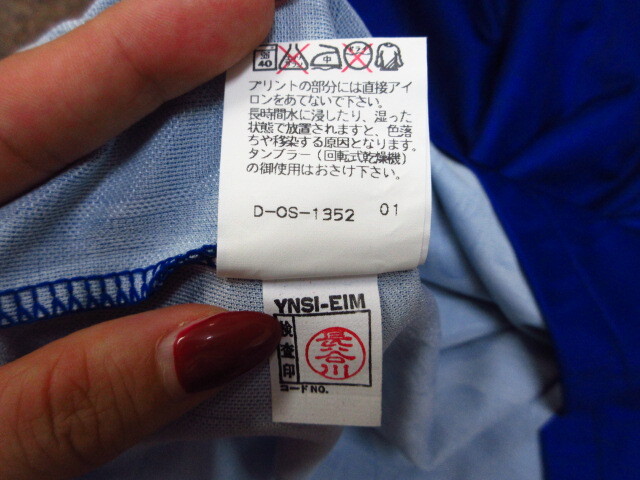 40
中
プリントの部分には直接アイ
ロンをあてないで下さい。
長時間水に浸したり、湿った
状態で放置されますと、色落
ちや移染する原因となります。
タンブラー（回転式乾燥機）
の御使用はおさけ下さい。
D-OS-1352 01
YNSI-EIM
検査印
長谷川
コードNO.